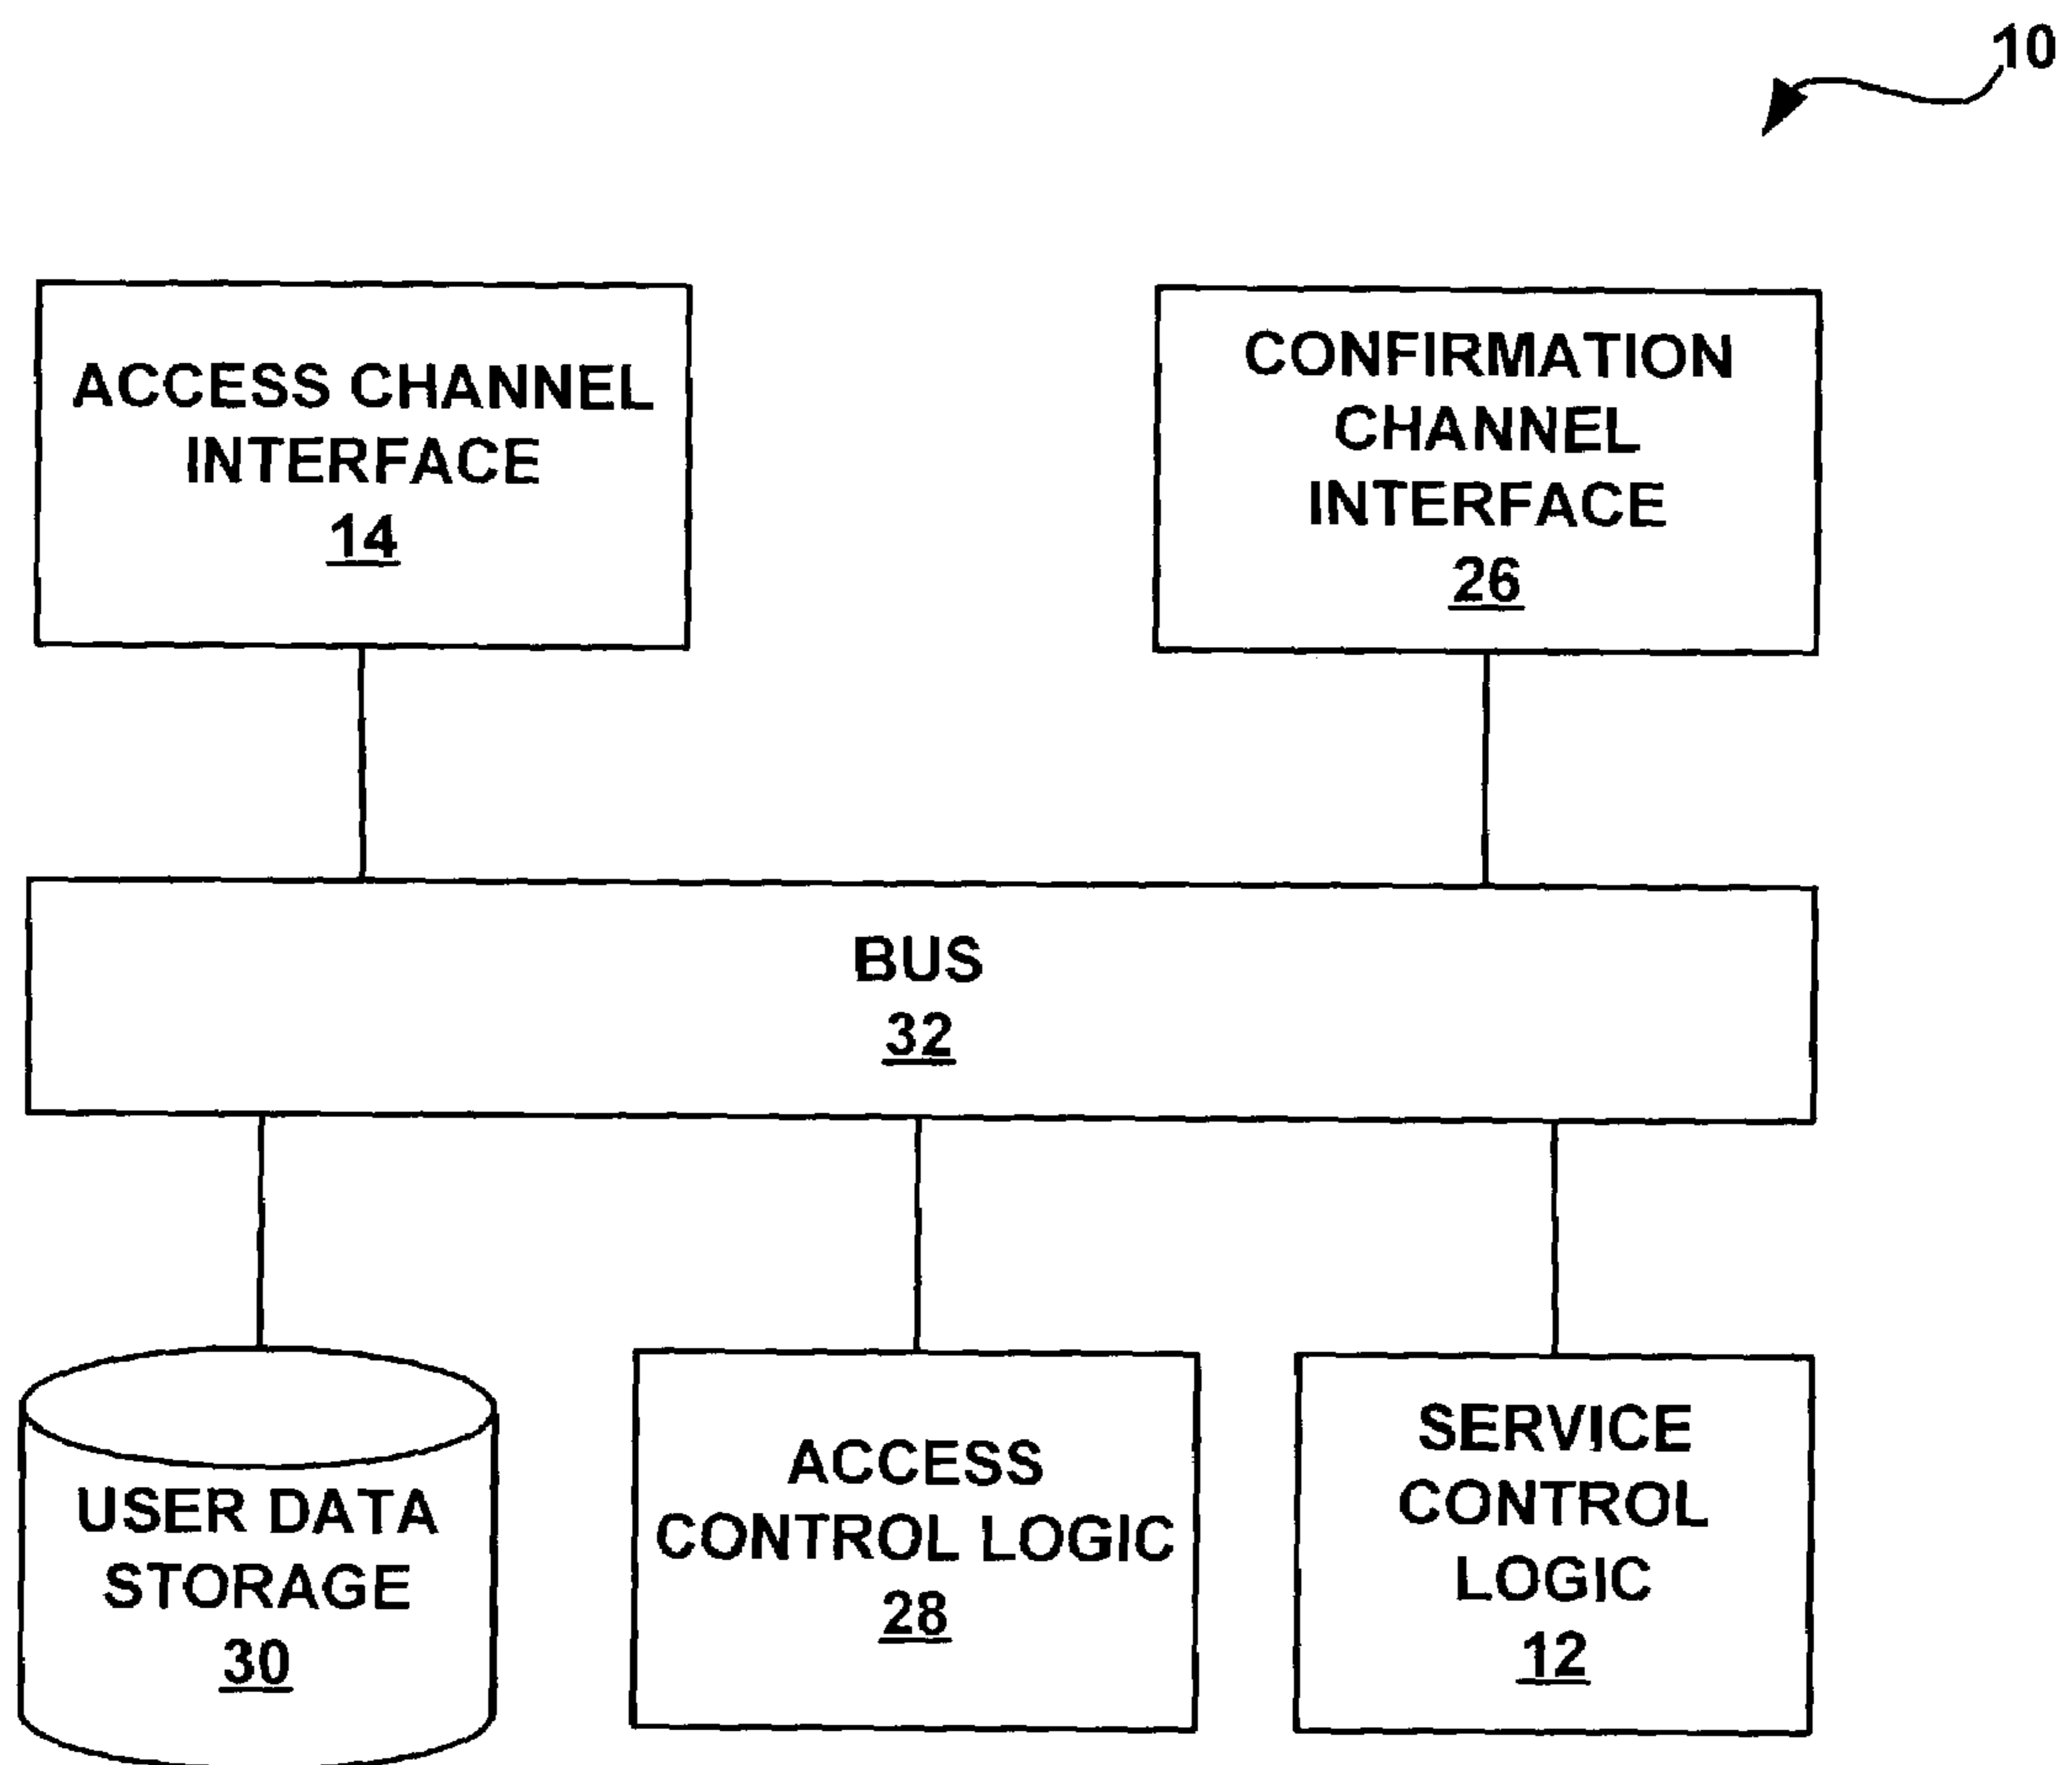 10
ACCESS CHANNEL
INTERFACE
14
CONFIRMATION
CHANNEL
INTERFACE
26
BUS
32
USER DATA
STORAGE
30
ACCESS
CONTROL LOGIC
28
SERVICE
CONTROL
LOGIC
12